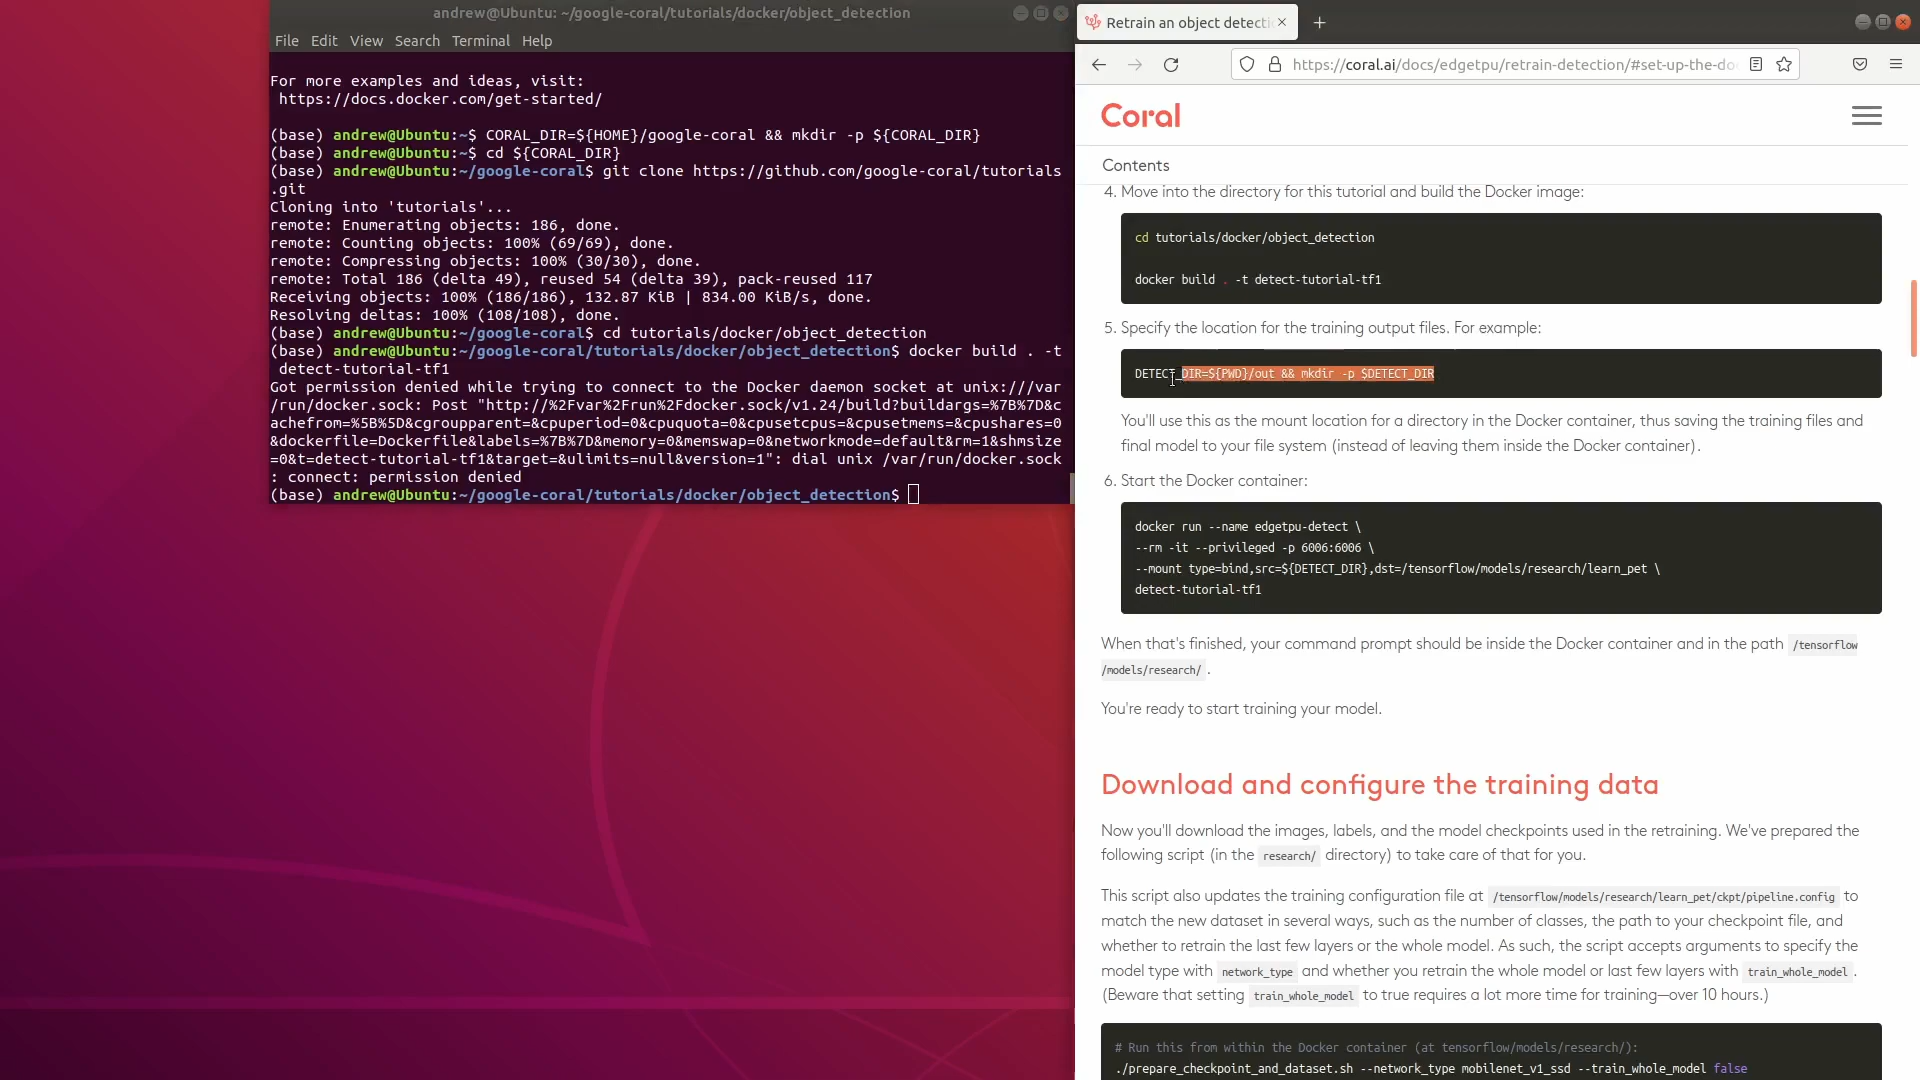 andrew@Ubuntu: ~/google-coral/tutorials/docker/object_detection
File Edit View Search Terminal Help
For more examples and ideas, visit:
https://docs.docker.com/get-started/
(base) andrew@Ubuntu:~$ CORAL_DIR=${HOME}/google-coral && mkdir -p ${CORAL_DIR}
(base) andrew@Ubuntu:~$ cd ${CORAL_DIR}
(base) andrew@Ubuntu:~/google-coral$ git clone https://github.com/google-coral/tutorials
.git
Cloning into 'tutorials'...
remote: Enumerating objects: 186, done.
remote: Counting objects: 100% (69/69), done.
remote: Compressing objects: 100% (30/30), done.
remote: Total 186 (delta 49), reused 54 (delta 39), pack-reused 117
Receiving objects: 100% (186/186), 132.87 KiB | 834.00 KiB/s, done.
Resolving deltas: 100% (108/108), done.
(base) andrew@Ubuntu:~/google-coral$ cd tutorials/docker/object_detection
(base) andrew@Ubuntu:~/google-coral/tutorials/docker/object_detection$ docker build . -t
detect-tutorial-tf1
Got permission denied while trying to connect to the Docker daemon socket at unix:///var
/run/docker.sock: Post "http://%2Fvar%2Frun%2Fdocker.sock/v1.24/build?buildargs=%7B%7D&c
achefrom=%5B%5D&cgroupparent=&cpuperiod=0&cpuquota=0&cpusetcpus=&cpusetmems=&cpushares=0
&dockerfile=Dockerfile&labels=%7B%7D&memory=0&memswap=0&networkmode=default&rm=1&shmsize
=0&t=detect-tutorial-tf1&target=&ulimits=null&version=1": dial unix /var/run/docker.sock
: connect: permission denied
(base) andrew@Ubuntu:~/google-coral/tutorials/docker/object_detection$
Retrain an object detecti
https://coral.ai/docs/edgetpu/retrain-detection/#set-up-the-do
Coral
Contents
4. Move into the directory for this tutorial and build the Docker image:
cd tutorials/docker/object_detection
docker build . -t detect-tutorial-tf1
5. Specify the location for the training output files. For example:
DETECT_DIR=${PWD}/out && mkdir -p $DETECT_DIR
You'll use this as the mount location for a directory in the Docker container, thus saving the training files and
final model to your file system (instead of leaving them inside the Docker container).
6. Start the Docker container:
docker run --name edgetpu-detect \
--rm -it --privileged -p 6006:6006 \
--mount type=bind,src=${DETECT_DIR},dst=/tensorflow/models/research/learn_pet \
detect-tutorial-tf1
When that's finished, your command prompt should be inside the Docker container and in the path /tensorflow
/models/research/ .
You're ready to start training your model.
Download and configure the training data
Now you'll download the images, labels, and the model checkpoints used in the retraining. We've prepared the
following script (in the research/ directory) to take care of that for you.
This script also updates the training configuration file at /tensorflow/models/research/learn_pet/ckpt/pipeline.config to
match the new dataset in several ways, such as the number of classes, the path to your checkpoint file, and
whether to retrain the last few layers or the whole model. As such, the script accepts arguments to specify the
model type with network_type and whether you retrain the whole model or last few layers with train_whole_model .
(Beware that setting train_whole_model to true requires a lot more time for training—over 10 hours.)
# Run this from within the Docker container (at tensorflow/models/research/):
./prepare_checkpoint_and_dataset.sh --network_type mobilenet_v1_ssd --train_whole_model false